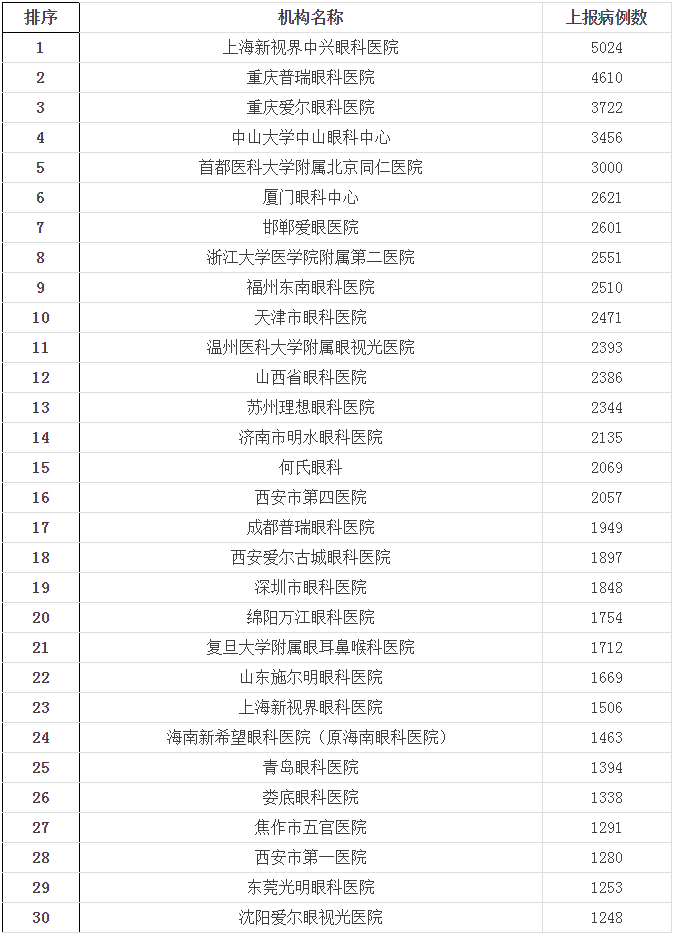 排序 机构名称 上报病例数
1 上海新视界中兴眼科医院 5024
2 重庆普瑞眼科医院 4610
3 重庆爱尔眼科医院 3722
4 中山大学中山眼科中心 3456
5 首都医科大学附属北京同仁医院 3000
6 厦门眼科中心 2621
7 邯郸爱眼医院 2601
8 浙江大学医学院附属第二医院 2551
9 福州东南眼科医院 2510
10 天津市眼科医院 2471
11 温州医科大学附属眼视光医院 2393
12 山西省眼科医院 2386
13 苏州理想眼科医院 2344
14 济南市明水眼科医院 2135
15 何氏眼科 2069
16 西安市第四医院 2057
17 成都普瑞眼科医院 1949
18 西安爱尔古城眼科医院 1897
19 深圳市眼科医院 1848
20 绵阳万江眼科医院 1754
21 复旦大学附属眼耳鼻喉科医院 1712
22 山东施尔明眼科医院 1669
23 上海新视界眼科医院 1506
24 海南新希望眼科医院（原海南眼科医院） 1463
25 青岛眼科医院 1394
26 娄底眼科医院 1338
27 焦作市五官医院 1291
28 西安市第一医院 1280
29 东莞光明眼科医院 1253
30 沈阳爱尔眼视光医院 1248